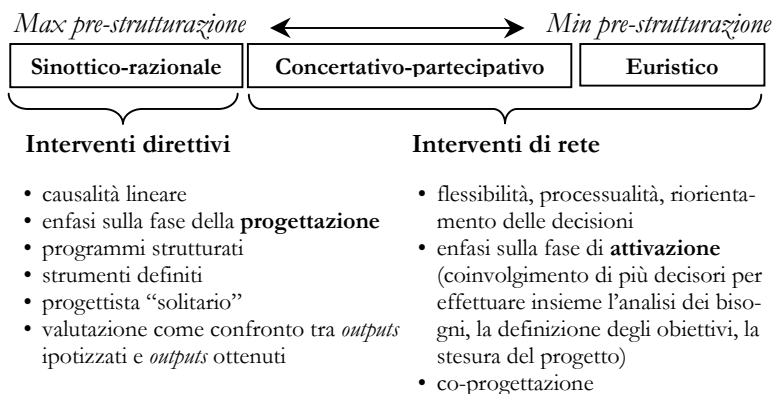 Max pre-strutturazione Min pre-strutturazione
Sinottico-razionale Concertativo-partecipativo Euristico
Interventi direttivi
• causalità lineare
• enfasi sulla fase della progettazione
• programmi strutturati
• strumenti definiti
• progettista “solitario”
• valutazione come confronto tra outputs
ipotizzati e outputs ottenuti
Interventi di rete
• flessibilità, processualità, riorienta-
mento delle decisioni
• enfasi sulla fase di attivazione
(coinvolgimento di più decisori per
effettuare insieme l’analisi dei biso-
gni, la definizione degli obiettivi, la
stesura del progetto)
• co-progettazione